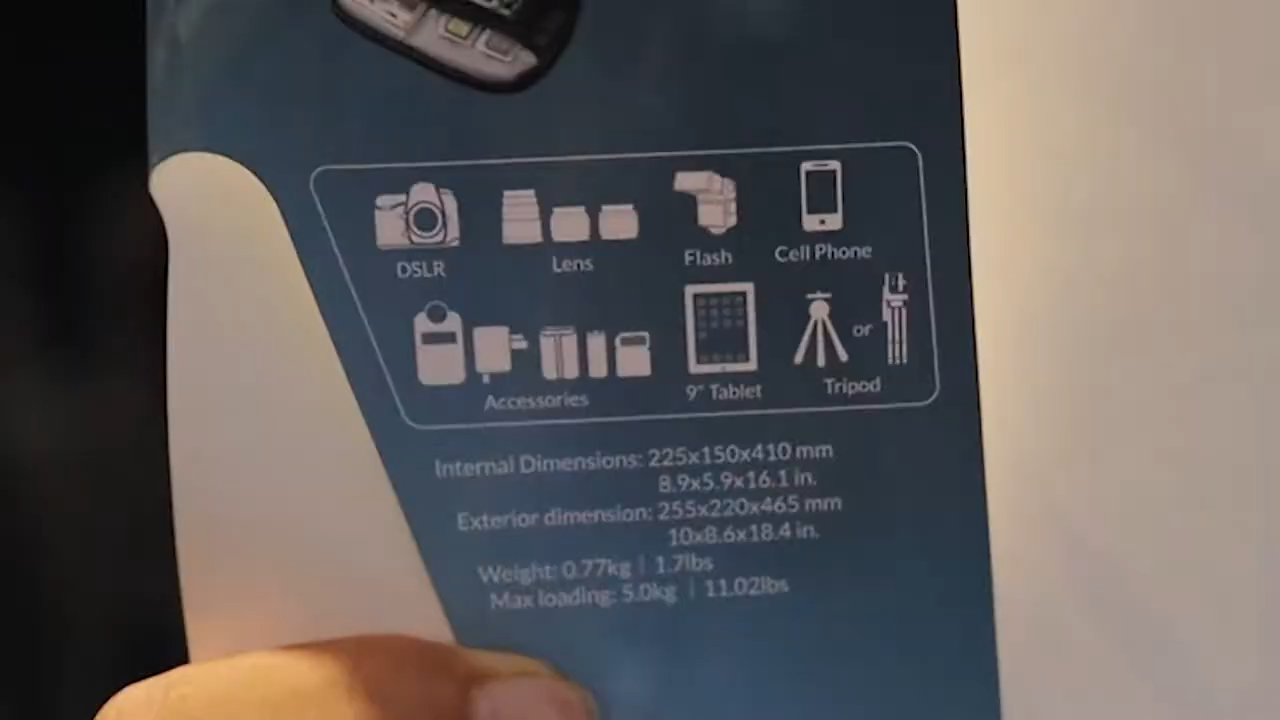 DSLR Lens Flash Cell Phone
Accessories 9" Tablet Tripod
or
Internal Dimensions: 225x150x410 mm
8.9x5.9x16.1 in.
Exterior dimension: 255x220x465 mm
10x8.6x18.4 in.
Weight: 0.77kg | 1.7lbs
Max loading: 5.0kg | 11.02lbs